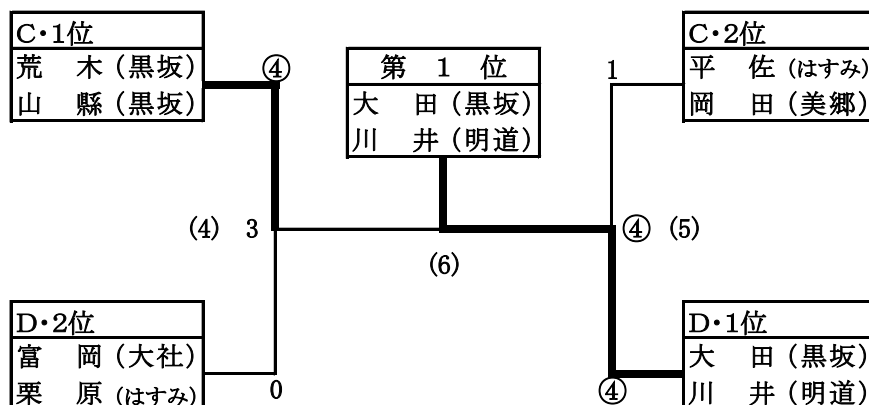 C・1位
荒　木（黒坂）
山　縣（黒坂）
④
第　1　位
大　田（黒坂）
川　井（明道）
1
C・2位
平　佐（はすみ）
岡　田（美郷）
(4)　3
(6)
④　(5)
D・2位
富　岡（大社）
栗　原（はすみ）
0
④
D・1位
大　田（黒坂）
川　井（明道）